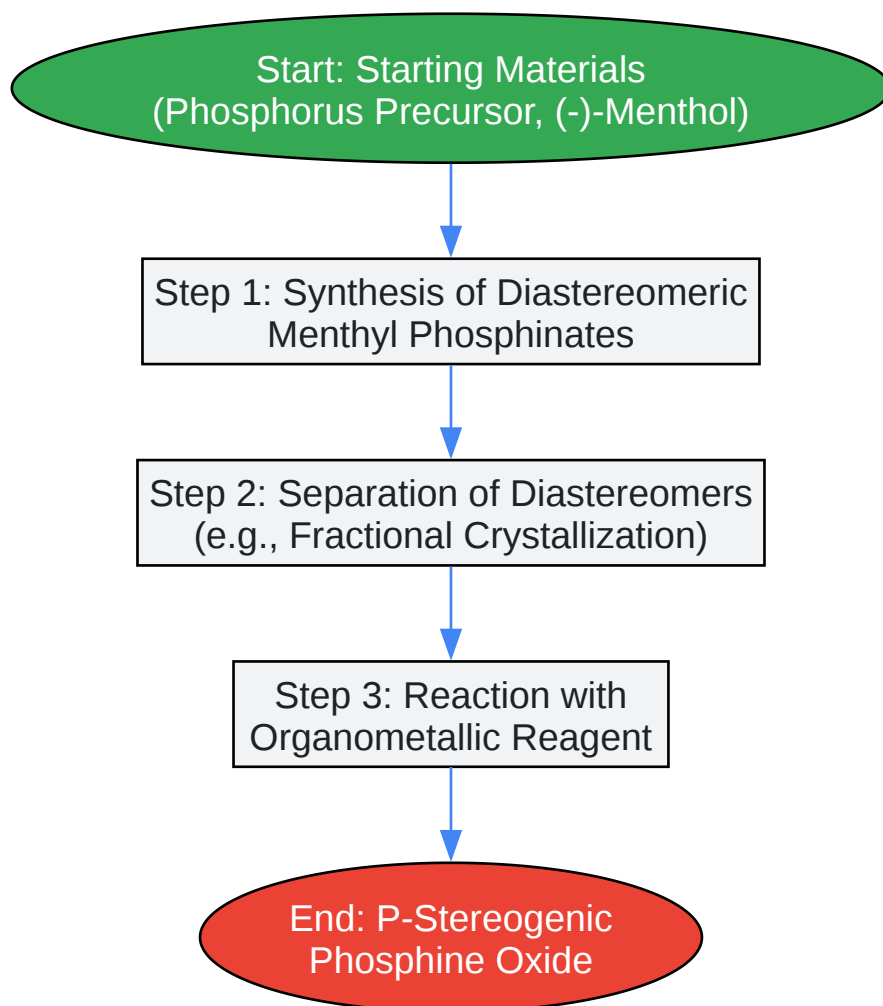 Start: Starting Materials
(Phosphorus Precursor, (-)-Menthol)
Step 1: Synthesis of Diastereomeric
Menthyl Phosphinates
Step 2: Separation of Diastereomers
(e.g., Fractional Crystallization)
Step 3: Reaction with
Organometallic Reagent
End: P-Stereogenic
Phosphine Oxide